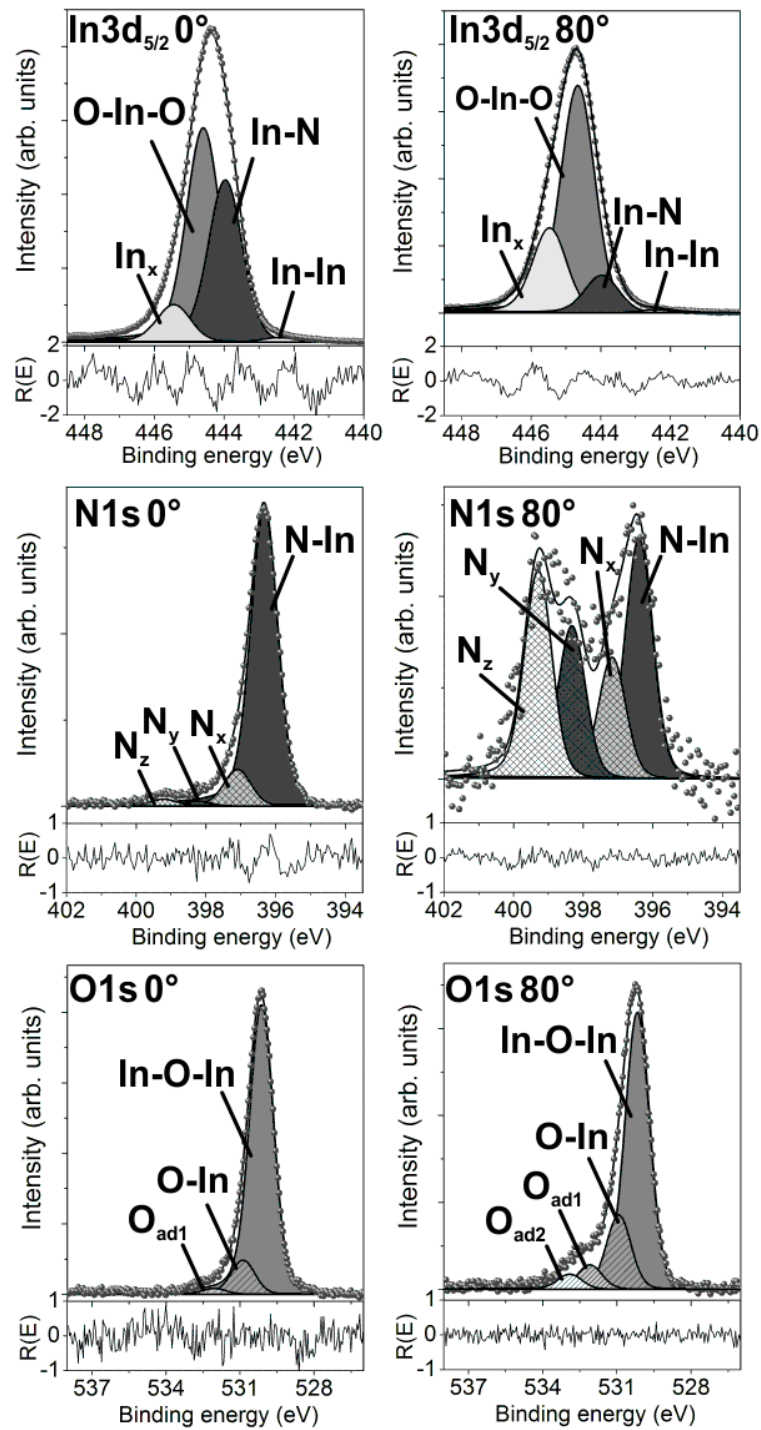 In3d5/2 0°
O-In-O
In-N
Inx
In-In
Intensity (arb. units)
2
0
-2
R(E)
448 446 444 442 440
Binding energy (eV)
In3d5/2 80°
O-In-O
In-N
Inx
In-In
Intensity (arb. units)
2
0
-2
R(E)
448 446 444 442 440
Binding energy (eV)
N1s 0°
N-In
Nx
Ny
Nz
Intensity (arb. units)
1
0
-1
R(E)
402 400 398 396 394
Binding energy (eV)
N1s 80°
Ny
Nx
N-In
Nz
Intensity (arb. units)
1
0
-1
R(E)
402 400 398 396 394
Binding energy (eV)
O1s 0°
In-O-In
O-In
Oad1
Intensity (arb. units)
1
0
-1
R(E)
537 534 531 528
Binding energy (eV)
O1s 80°
In-O-In
O-In
Oad1
Oad2
Intensity (arb. units)
1
0
-1
R(E)
537 534 531 528
Binding energy (eV)